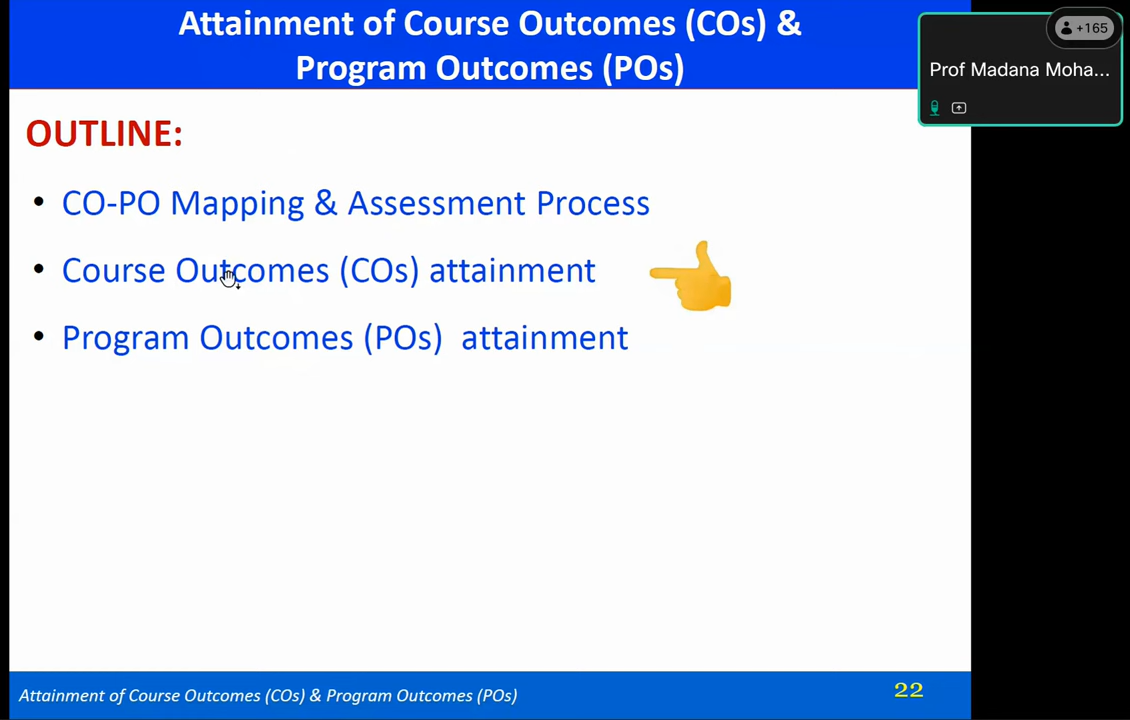 Attainment of Course Outcomes (COs) &
Program Outcomes (POs)
+165
Prof Madana Moha...
OUTLINE:
• CO-PO Mapping & Assessment Process
• Course Outcomes (COs) attainment
• Program Outcomes (POs) attainment
Attainment of Course Outcomes (COs) & Program Outcomes (POs)
22